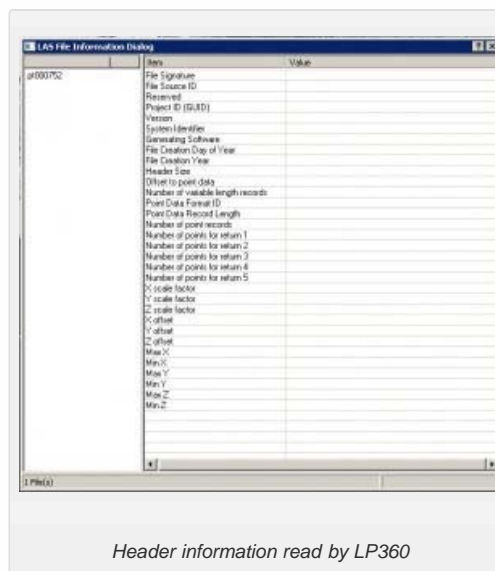 LAS File Information Dialog
Item Value
pt000752
File Signature
File Source ID
Reserved
Project ID (GUID)
Version
System Identifier
Generating Software
File Creation Day of Year
File Creation Year
Header Size
Offset to point data
Number of variable length records
Point Data Format ID
Point Data Record Length
Number of point records
Number of points for return 1
Number of points for return 2
Number of points for return 3
Number of points for return 4
Number of points for return 5
X scale factor
Y scale factor
Z scale factor
X offset
Y offset
Z offset
Max X
Min X
Max Y
Min Y
Max Z
Min Z
1 File(s)
Header information read by LP360